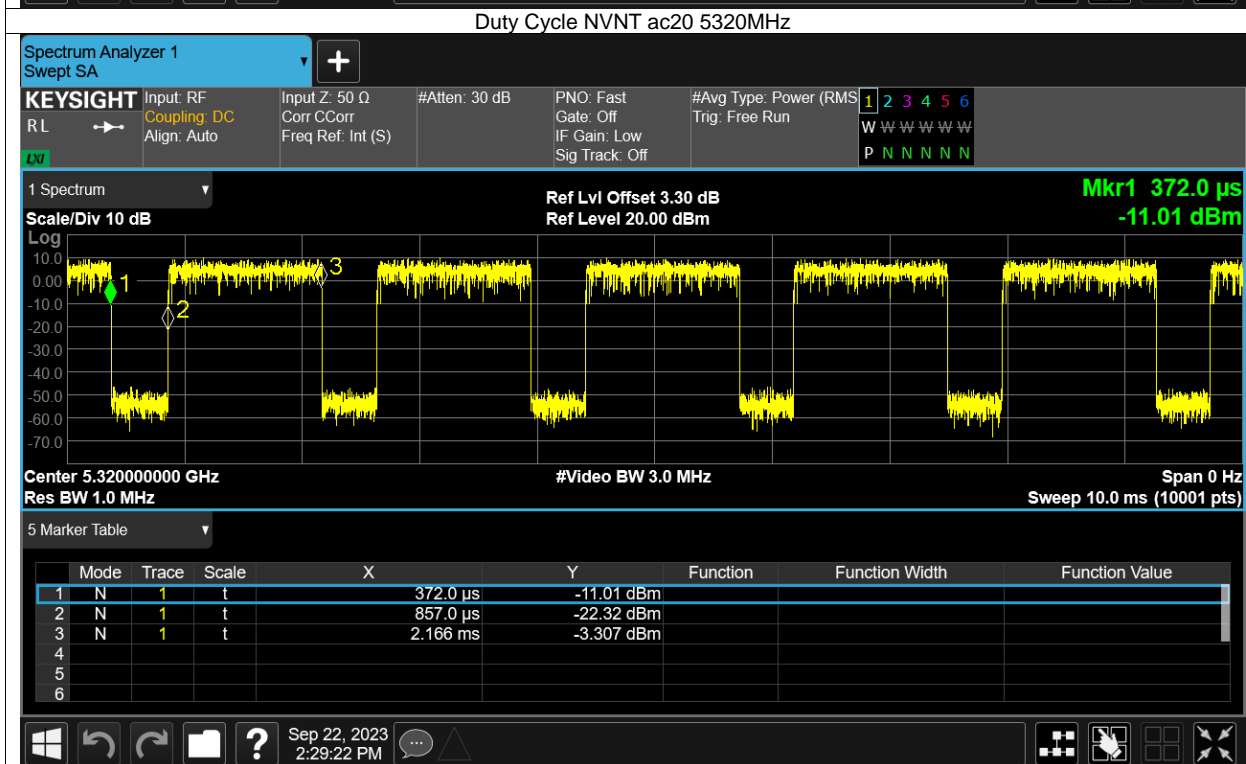 Duty Cycle NVNT ac20 5320MHz
Spectrum Analyzer 1
Swept SA
+
KEYSIGHT Input: RF Input Z: 50 Ω #Atten: 30 dB PNO: Fast #Avg Type: Power (RMS 1 2 3 4 5 6
RL Coupling: DC Corr CCorr Gate: Off Trig: Free Run
Align: Auto Freq Ref: Int (S) IF Gain: Low W W W W W W
LXI Sig Track: Off P N N N N N
1 Spectrum Ref Lvl Offset 3.30 dB Mkr1 372.0 µs
Scale/Div 10 dB Ref Level 20.00 dBm -11.01 dBm
Log
10.0
0.00
-10.0
-20.0
-30.0
-40.0
-50.0
-60.0
-70.0
1
2
3
Center 5.320000000 GHz #Video BW 3.0 MHz Span 0 Hz
Res BW 1.0 MHz Sweep 10.0 ms (10001 pts)
5 Marker Table
Mode Trace Scale X Y Function Function Width Function Value
1 N 1 t 372.0 µs -11.01 dBm
2 N 1 t 857.0 µs -22.32 dBm
3 N 1 t 2.166 ms -3.307 dBm
4
5
6
? Sep 22, 2023
2:29:22 PM